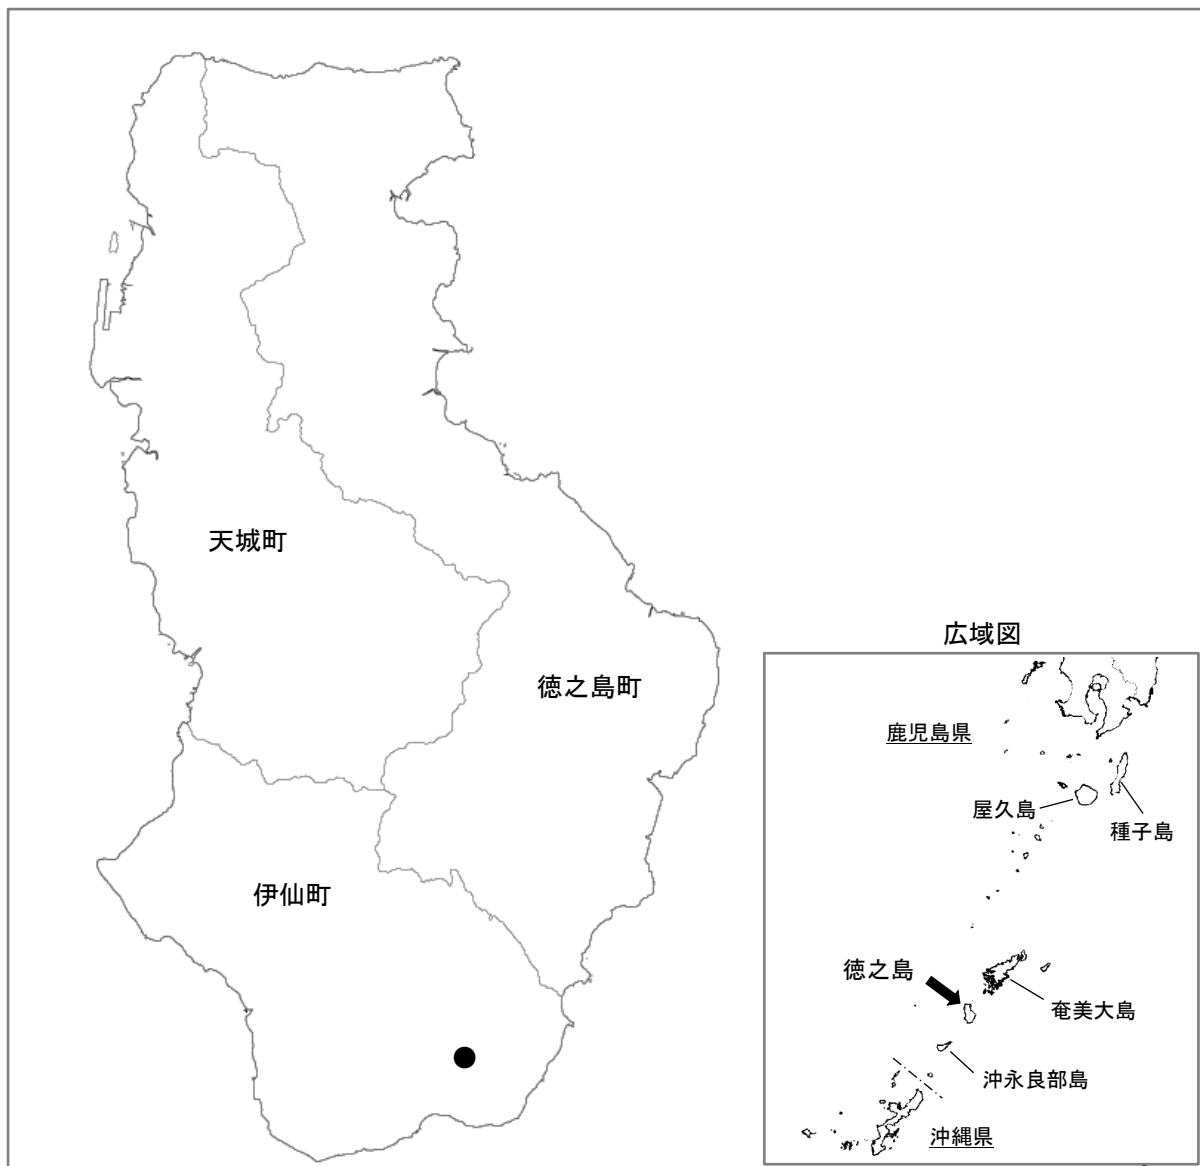 天城町
徳之島町
伊仙町
広域図
鹿児島県
屋久島
種子島
徳之島
奄美大島
沖永良部島
沖縄県